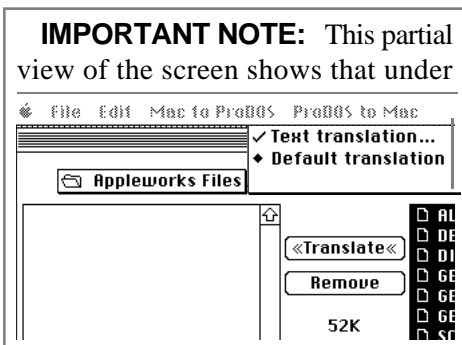 IMPORTANT NOTE: This partial
view of the screen shows that under
File Edit Mac to ProDOS ProDOS to Mac
✓ Text translation...
◆ Default translation
Appleworks Files
«Translate«
Remove
52K
AL
DE
DI
GE
GE
GE
SC